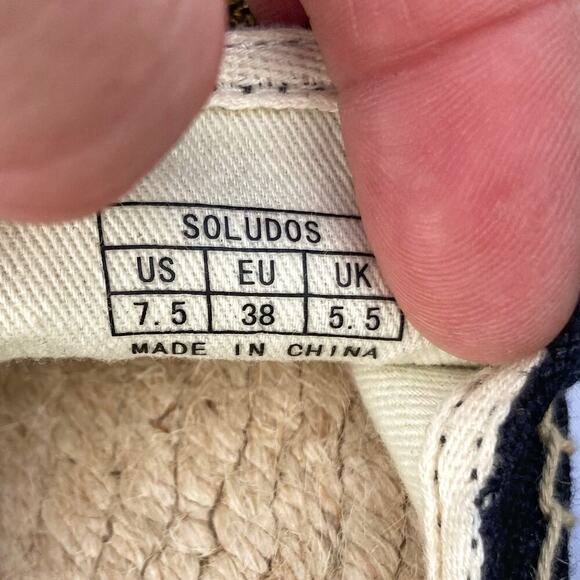 SOLUDOS
US EU UK
7.5 38 5.5
MADE IN CHINA